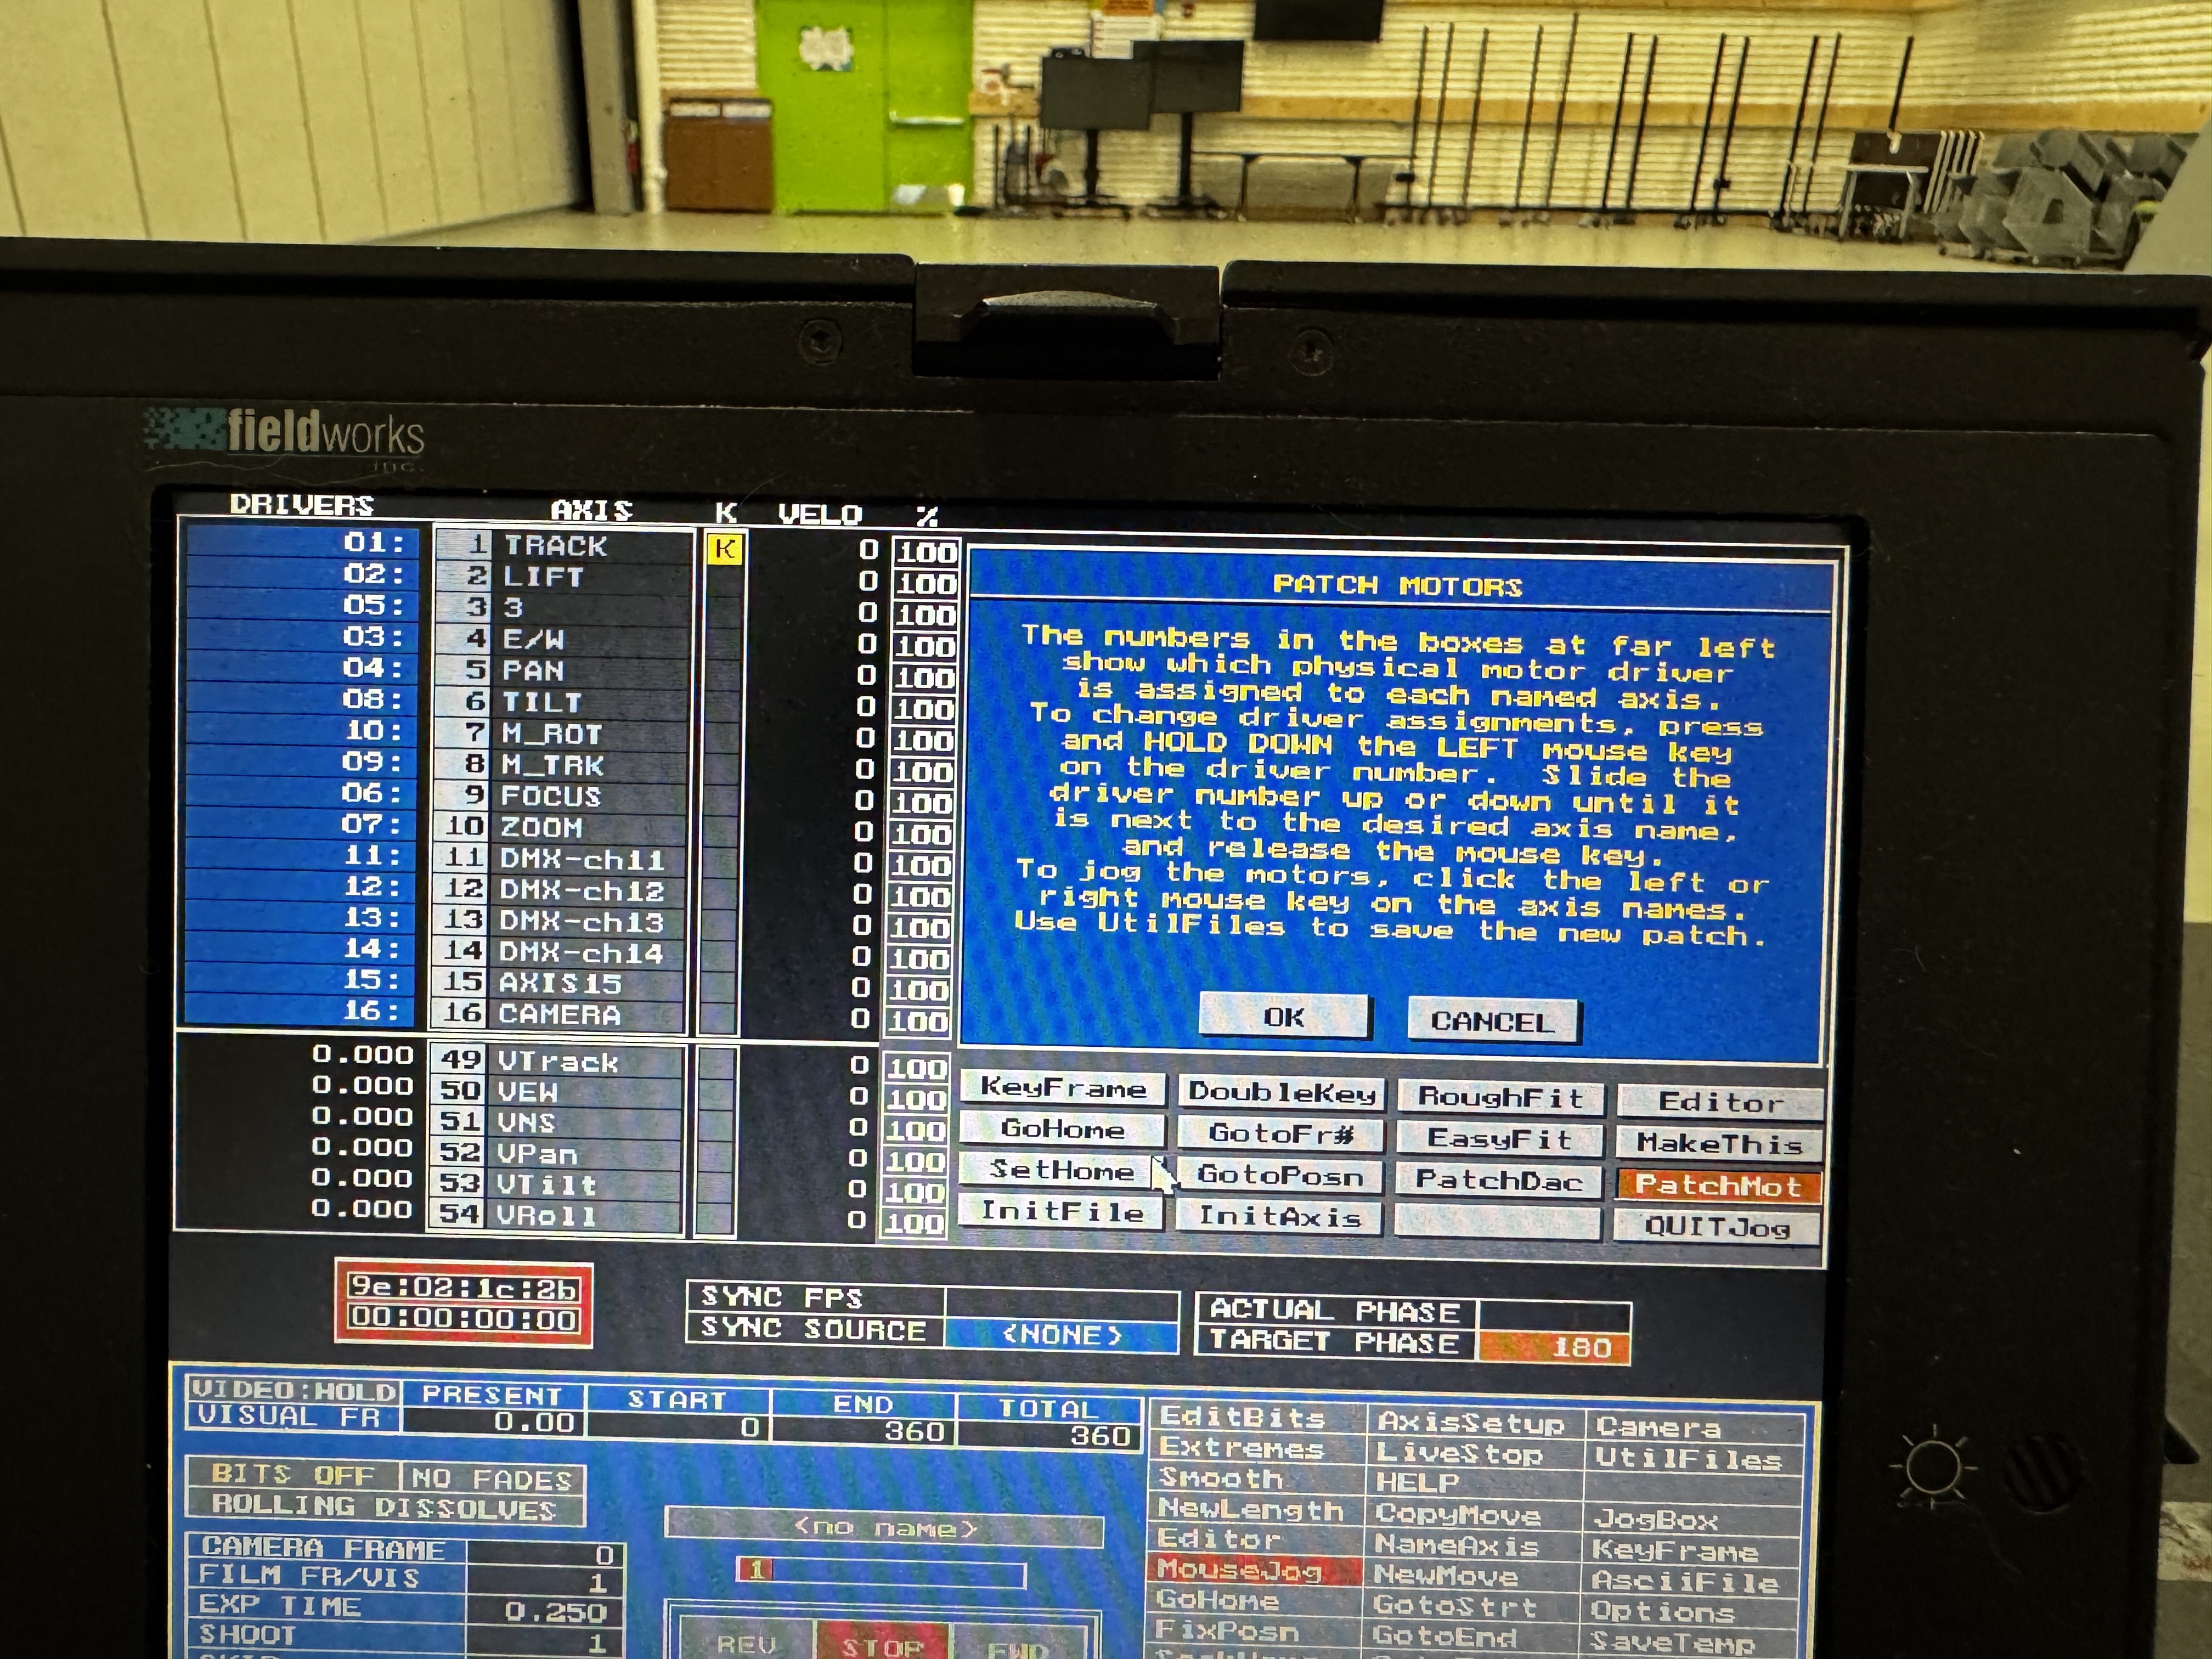 fieldworks
inc.
DRIVERS AXIS K VELO %
01: 1 TRACK K 0 100
02: 2 LIFT 0 100
05: 3 3 0 100
03: 4 E/W 0 100
04: 5 PAN 0 100
08: 6 TILT 0 100
10: 7 M_ROT 0 100
09: 8 M_TRK 0 100
06: 9 FOCUS 0 100
07: 10 ZOOM 0 100
11: 11 DMX-ch11 0 100
12: 12 DMX-ch12 0 100
13: 13 DMX-ch13 0 100
14: 14 DMX-ch14 0 100
15: 15 AXIS15 0 100
16: 16 CAMERA 0 100
0.000 49 VTrack 0 100
0.000 50 VEW 0 100
0.000 51 VNS 0 100
0.000 52 VPan 0 100
0.000 53 VTilt 0 100
0.000 54 VRoll 0 100
PATCH MOTORS
The numbers in the boxes at far left
show which physical motor driver
is assigned to each named axis.
To change driver assignments, press
and HOLD DOWN the LEFT mouse key
on the driver number. Slide the
driver number up or down until it
is next to the desired axis name,
and release the mouse key.
To jog the motors, click the left or
right mouse key on the axis names.
Use UtilFiles to save the new patch.
OK CANCEL
KeyFrame DoubleKey RoughFit Editor
GoHome GotoFr# EasyFit MakeThis
SetHome GotoPosn PatchDac PatchMot
InitFile InitAxis QUITJog
9e:02:1c:2b
00:00:00:00
SYNC FPS
SYNC SOURCE <NONE>
ACTUAL PHASE
TARGET PHASE 180
VIDEO:HOLD PRESENT START END TOTAL
VISUAL FR 0.00 0 360 360
BITS OFF NO FADES
ROLLING DISSOLVES
CAMERA FRAME 0
FILM FR/VIS 1
EXP TIME 0.250
SHOOT 1
<no name>
1
REV STOP FWD
EditBits AxisSetup Camera
Extremes LiveStop UtilFiles
Smooth HELP
NewLength CopyMove JogBox
Editor NameAxis KeyFrame
MouseJog NewMove AsciiFile
GoHome GotoStrt Options
FixPosn GotoEnd SaveTemp